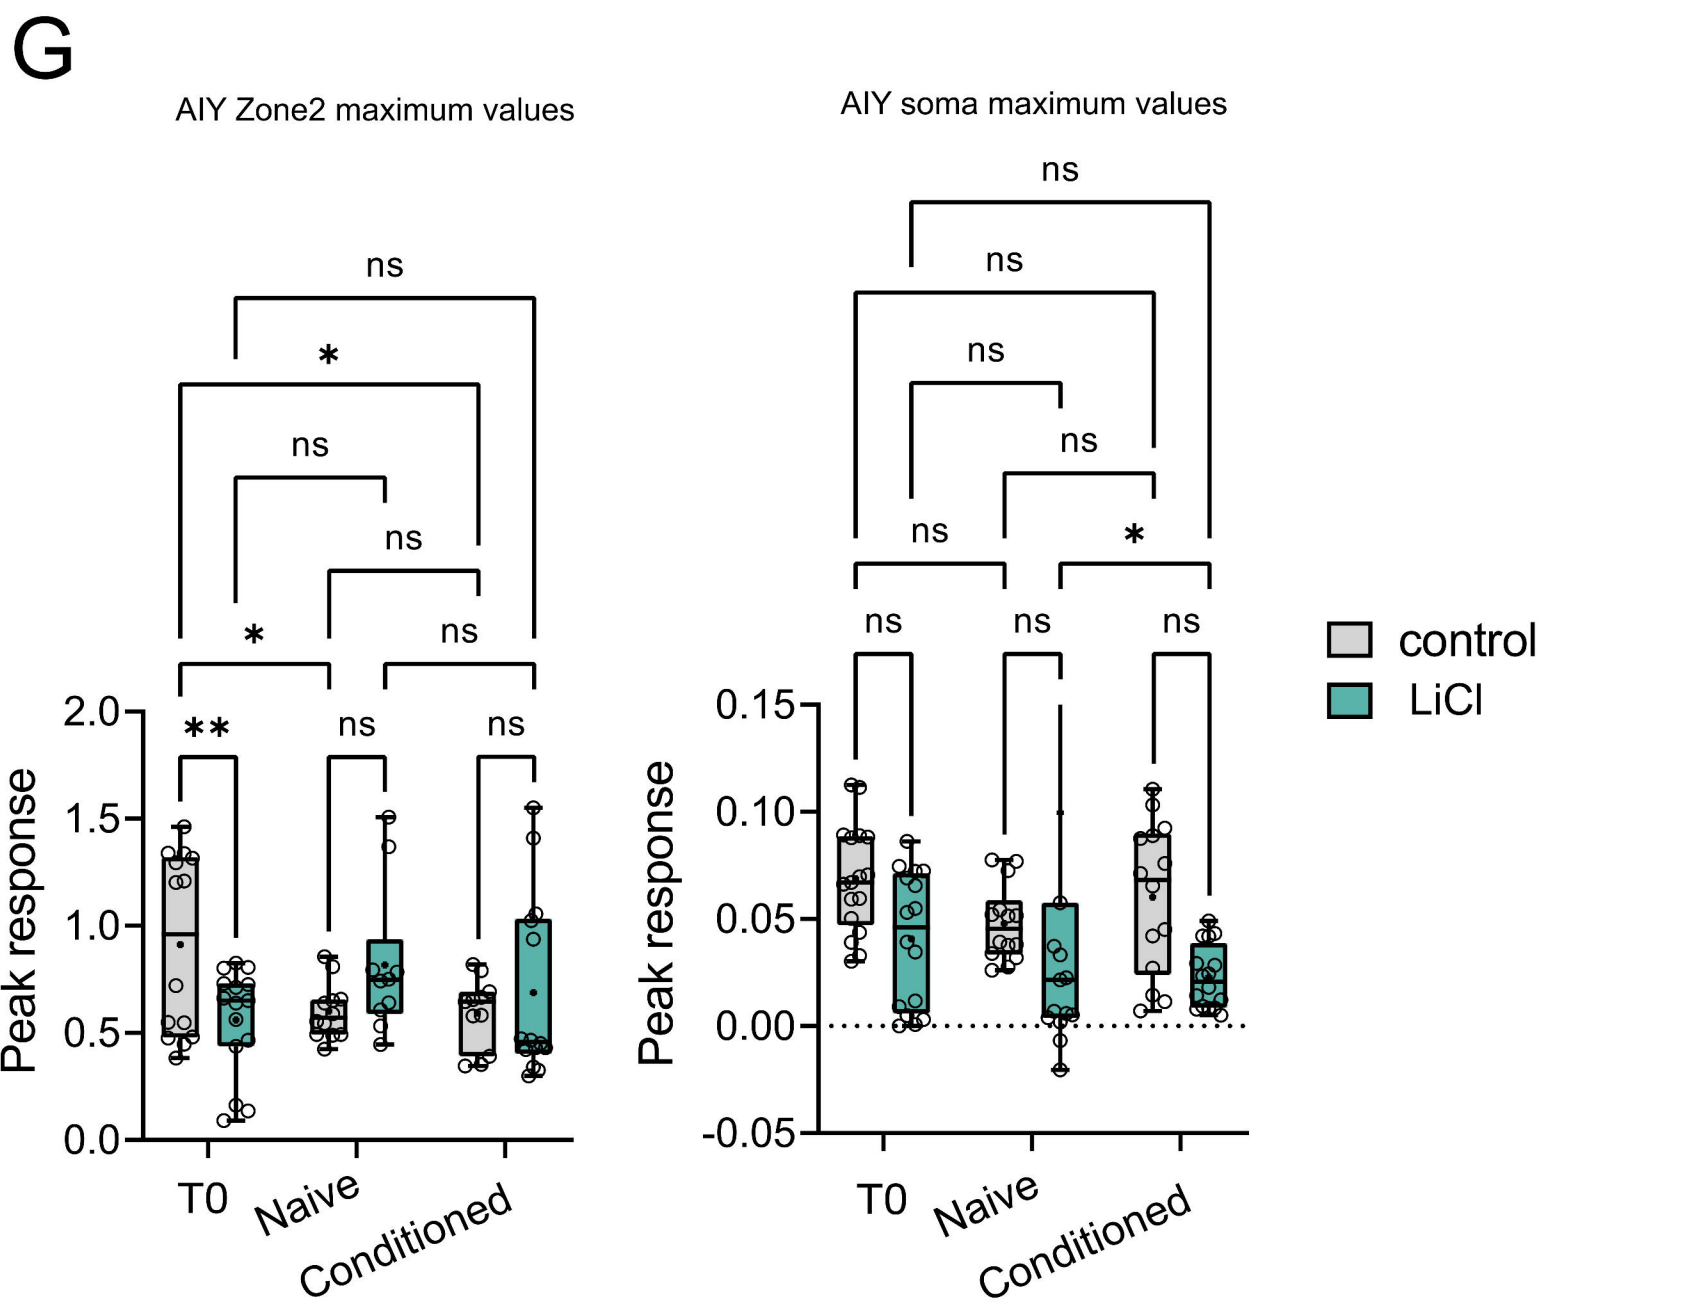 G
AIY Zone2 maximum values
ns
*
ns
ns
*
ns
**
ns
ns
2.0
1.5
1.0
0.5
0.0
Peak response
T0
Naive
Conditioned
AIY soma maximum values
ns
ns
ns
ns
ns
*
ns
ns
ns
0.15
0.10
0.05
0.00
-0.05
Peak response
T0
Naive
Conditioned
control
LiCl